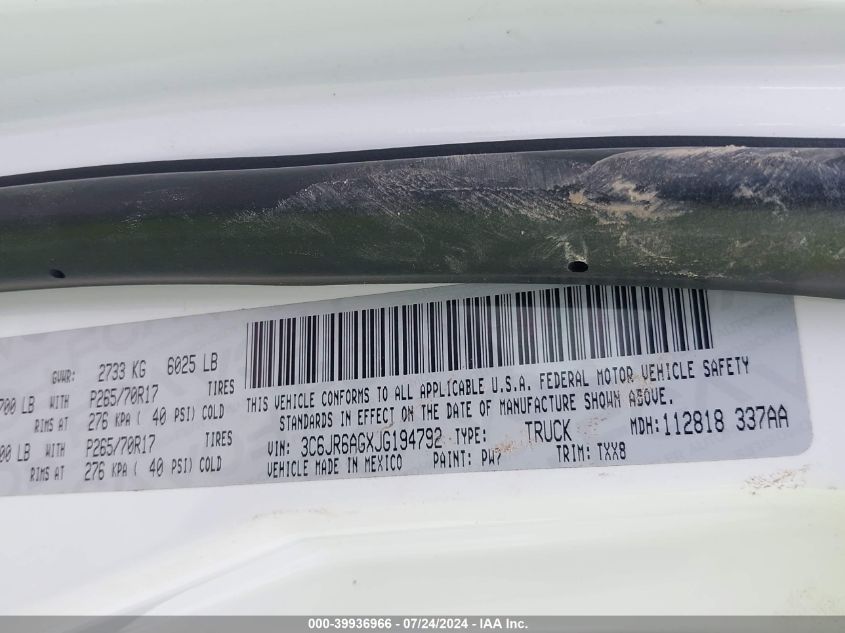 GVWR: 2733 KG 6025 LB
700 LB WITH P265/70R17 TIRES
RIMS AT 276 KPA ( 40 PSI) COLD
00 LB WITH P265/70R17 TIRES
RIMS AT 276 KPA ( 40 PSI) COLD
THIS VEHICLE CONFORMS TO ALL APPLICABLE U.S.A. FEDERAL MOTOR VEHICLE SAFETY
STANDARDS IN EFFECT ON THE DATE OF MANUFACTURE SHOWN ABOVE.
VIN: 3C6JR6AGXJG194792 TYPE: TRUCK MDH: 112818 337AA
VEHICLE MADE IN MEXICO PAINT: PW7 TRIM: TXX8
000-39936966 - 07/24/2024 - IAA Inc.